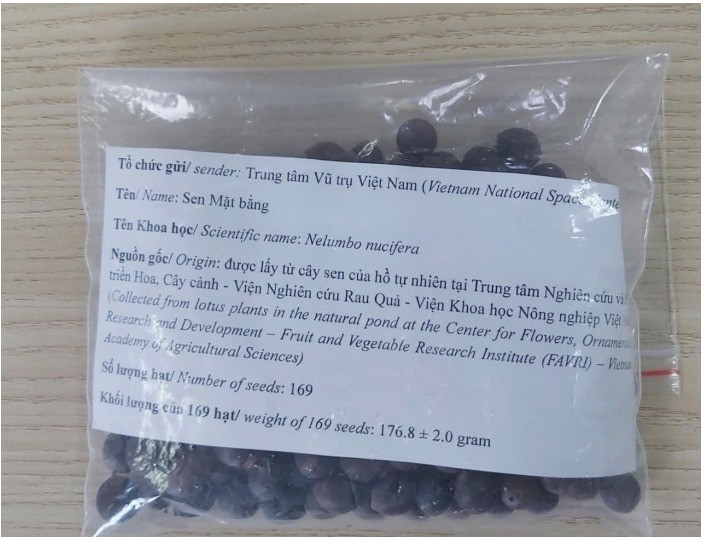 Tổ chức gửi/ sender: Trung tâm Vũ trụ Việt Nam (Vietnam National Space
Tên/ Name: Sen Mặt bằng
Tên Khoa học/ Scientific name: Nelumbo nucifera
Nguồn gốc/ Origin: được lấy từ cây sen của hồ tự nhiên tại Trung tâm Nghiên cứu và
triển Hoa, Cây cảnh - Viện Nghiên cứu Rau Quả - Viện Khoa học Nông nghiệp Việt
(Collected from lotus plants in the natural pond at the Center for Flowers,
Research and Development – Fruit and Vegetable Research Institute (FAVRI) –
Academy of Agricultural Sciences)
Số lượng hạt/ Number of seeds: 169
Khối lượng của 169 hạt/ weight of 169 seeds: 176.8 ± 2.0 gram